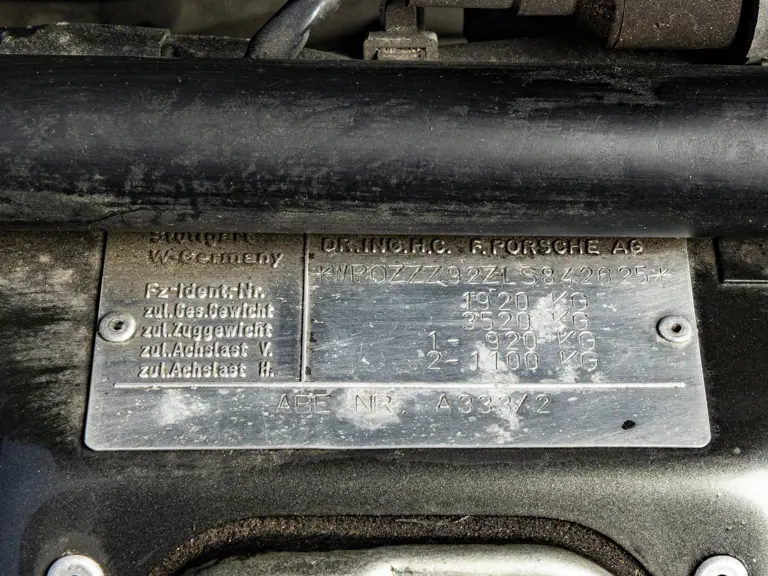 Stuttgart DR.ING.H.C. F.PORSCHE AG
W-Germany *WPOZZZ92ZLS842625*
Fz-Ident-Nr. 1920 KG
zul.Ges.Gewicht 3520 KG
zul.Zuggewicht 1- 920 KG
zul.Achslast V. 2-1100 KG
zul.Achslast H.
ABE NR. A333/2